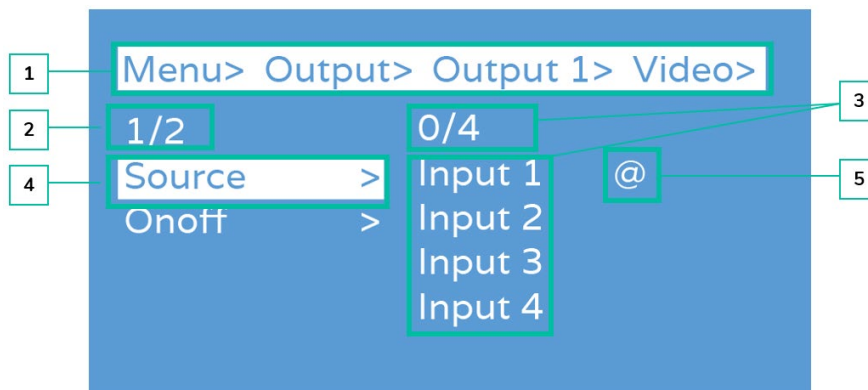 1 Menu> Output> Output 1> Video>
3
2 1/2 0/4
4 Source > Input 1 @ 5
Onoff > Input 2
Input 3
Input 4